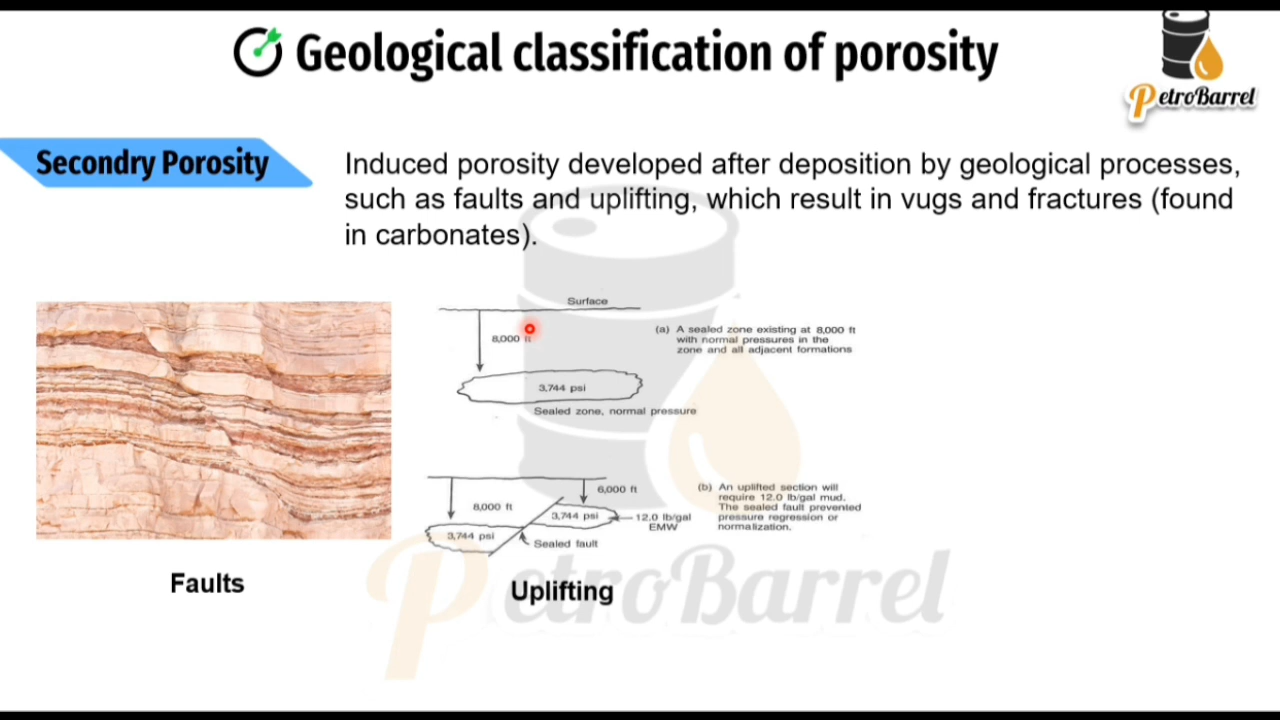 Geological classification of porosity
PetroBarrel
Secondry Porosity
Induced porosity developed after deposition by geological processes,
such as faults and uplifting, which result in vugs and fractures (found
in carbonates).
Surface
8,000 ft
(a) A sealed zone existing at 8,000 ft
with normal pressures in the
zone and all adjacent formations
3,744 psi
Sealed zone, normal pressure
6,000 ft
8,000 ft
3,744 psi
12.0 lb/gal
EMW
3,744 psi
Sealed fault
(b) An uplifted section will
require 12.0 lb/gal mud.
The sealed fault prevented
pressure regression or
normalization.
Faults
Uplifting
PetroBarrel